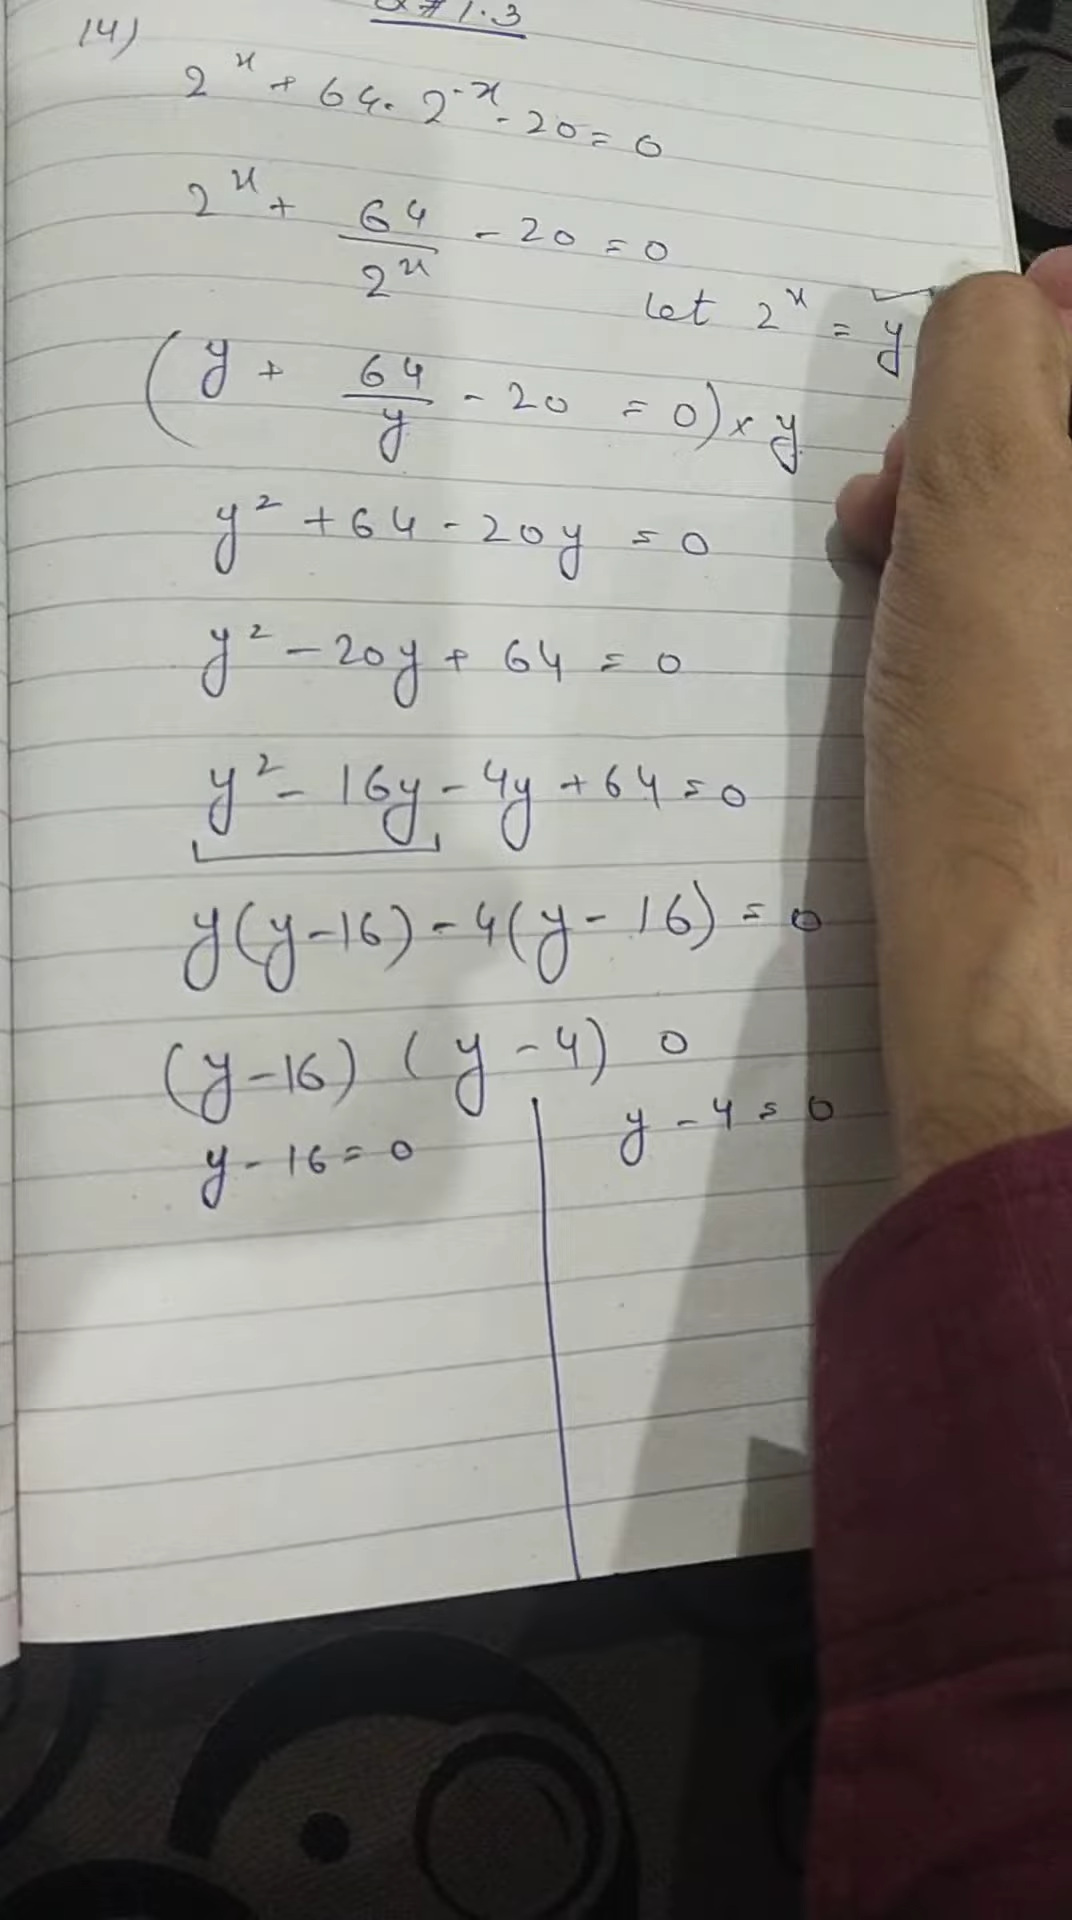 Q # 1.3
14)
2^x + 64. 2^-x - 20 = 0
2^x + 64/2^x - 20 = 0
Let 2^x = y
(y + 64/y - 20 = 0) × y
y² + 64 - 20y = 0
y² - 20y + 64 = 0
y² - 16y - 4y + 64 = 0
y(y-16) - 4(y - 16) = 0
(y-16) (y - 4) 0
y - 16 = 0 y - 4 = 0